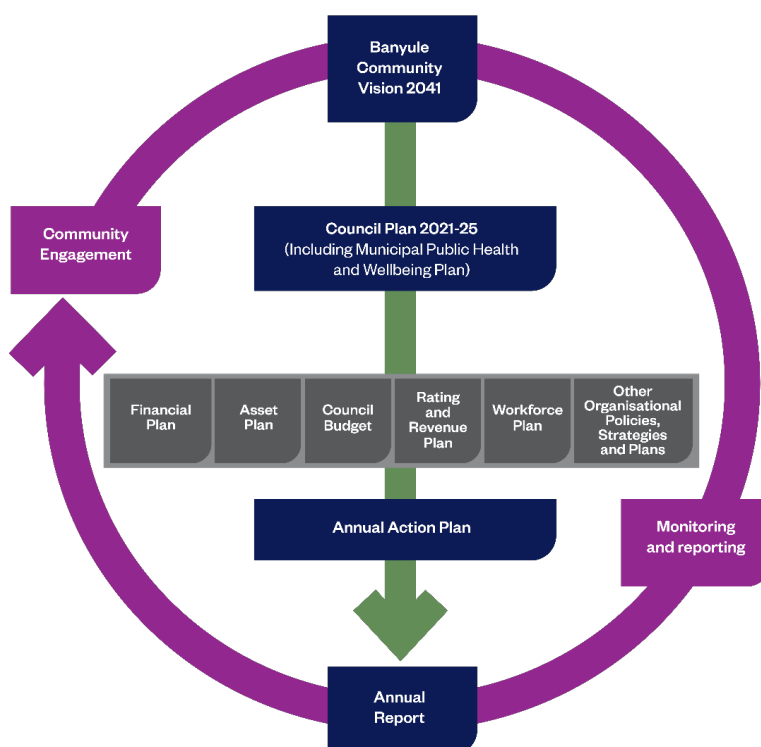 Banyule
Community
Vision 2041
Community
Engagement
Council Plan 2021-25
(Including Municipal Public Health
and Wellbeing Plan)
Financial
Plan
Asset
Plan
Council
Budget
Rating
and
Revenue
Plan
Workforce
Plan
Other
Organisational
Policies,
Strategies
and Plans
Annual Action Plan
Monitoring
and reporting
Annual
Report